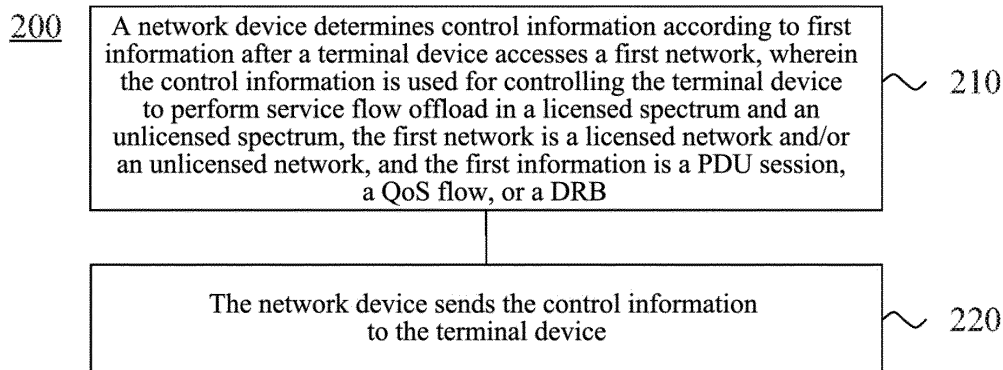 200
A network device determines control information according to first
information after a terminal device accesses a first network, wherein
the control information is used for controlling the terminal device
to perform service flow offload in a licensed spectrum and an
unlicensed spectrum, the first network is a licensed network and/or
an unlicensed network, and the first information is a PDU session,
a QoS flow, or a DRB
210
The network device sends the control information
to the terminal device
220